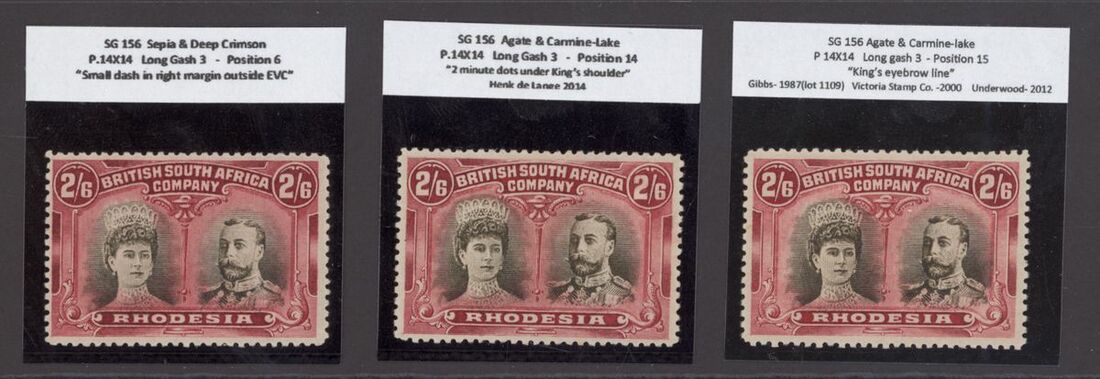 SG 156 Sepia & Deep Crimson
P.14X14 Long Gash 3 - Position 6
"Small dash in right margin outside EVC"
2/6 BRITISH SOUTH AFRICA 2/6
COMPANY
RHODESIA
SG 156 Agate & Carmine-Lake
P.14X14 Long Gash 3 - Position 14
"2 minute dots under King's shoulder"
Henk de Lange 2014
2/6 BRITISH SOUTH AFRICA 2/6
COMPANY
RHODESIA
SG 156 Agate & Carmine-lake
P 14X14 Long gash 3 - Position 15
"King's eyebrow line"
Gibbs- 1987(lot 1109) Victoria Stamp Co. -2000 Underwood- 2012
2/6 BRITISH SOUTH AFRICA 2/6
COMPANY
RHODESIA